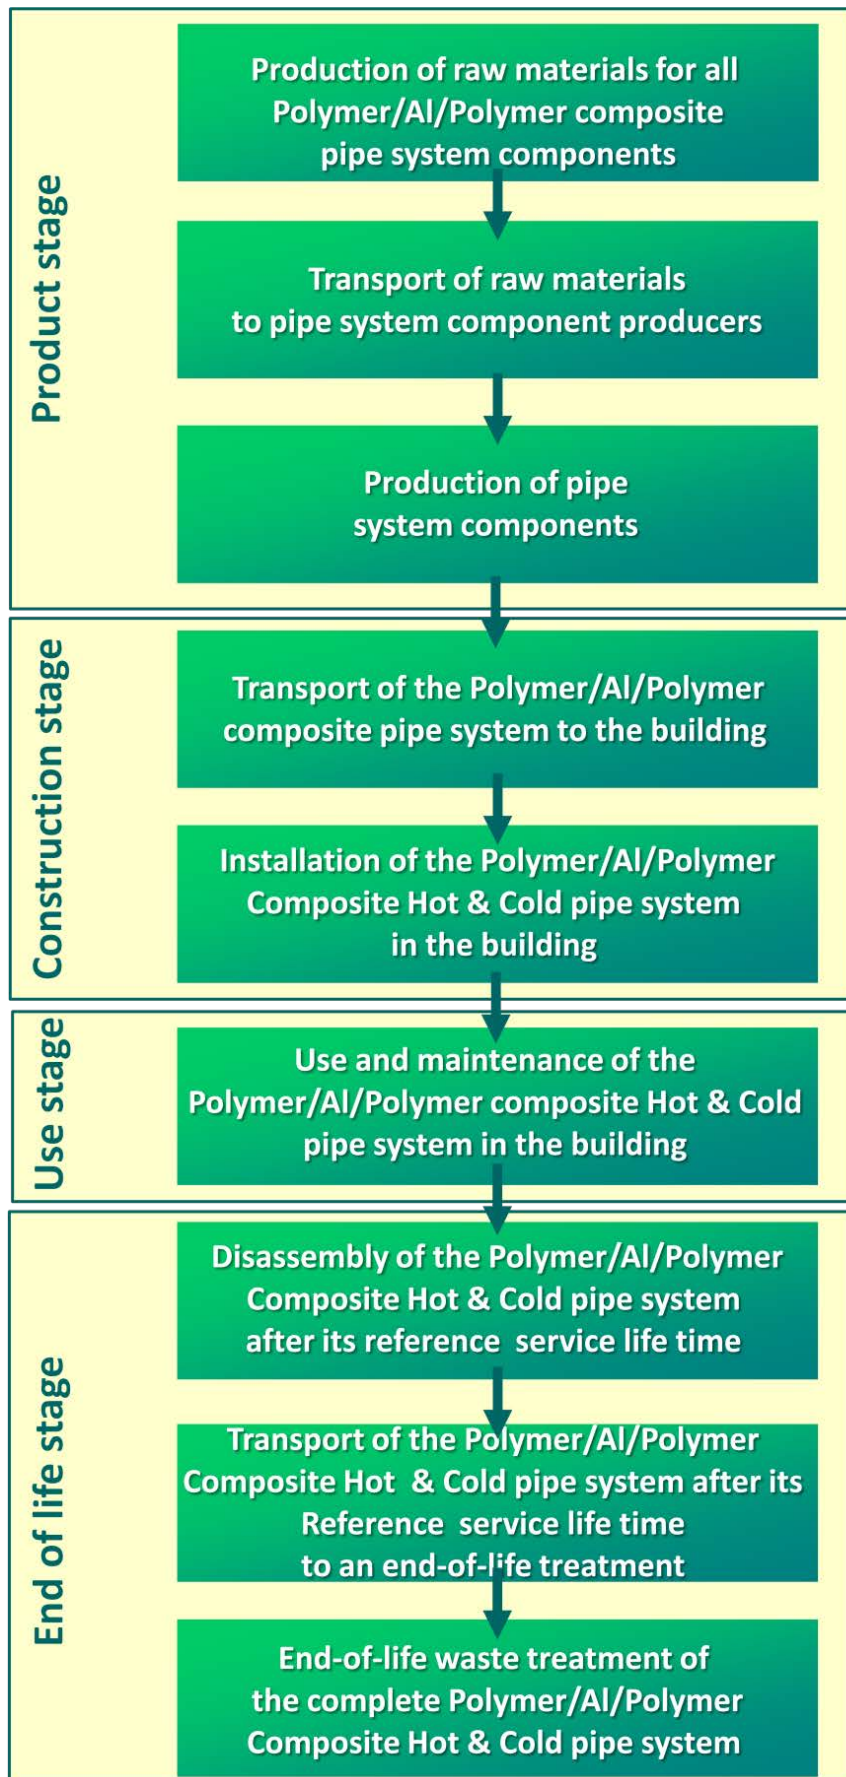 Product stage
Production of raw materials for all
Polymer/Al/Polymer composite
pipe system components
Transport of raw materials
to pipe system component producers
Production of pipe
system components
Construction stage
Transport of the Polymer/Al/Polymer
composite pipe system to the building
Installation of the Polymer/Al/Polymer
Composite Hot & Cold pipe system
in the building
Use stage
Use and maintenance of the
Polymer/Al/Polymer composite Hot & Cold
pipe system in the building
End of life stage
Disassembly of the Polymer/Al/Polymer
Composite Hot & Cold pipe system
after its reference service life time
Transport of the Polymer/Al/Polymer
Composite Hot & Cold pipe system after its
Reference service life time
to an end-of-life treatment
End-of-life waste treatment of
the complete Polymer/Al/Polymer
Composite Hot & Cold pipe system